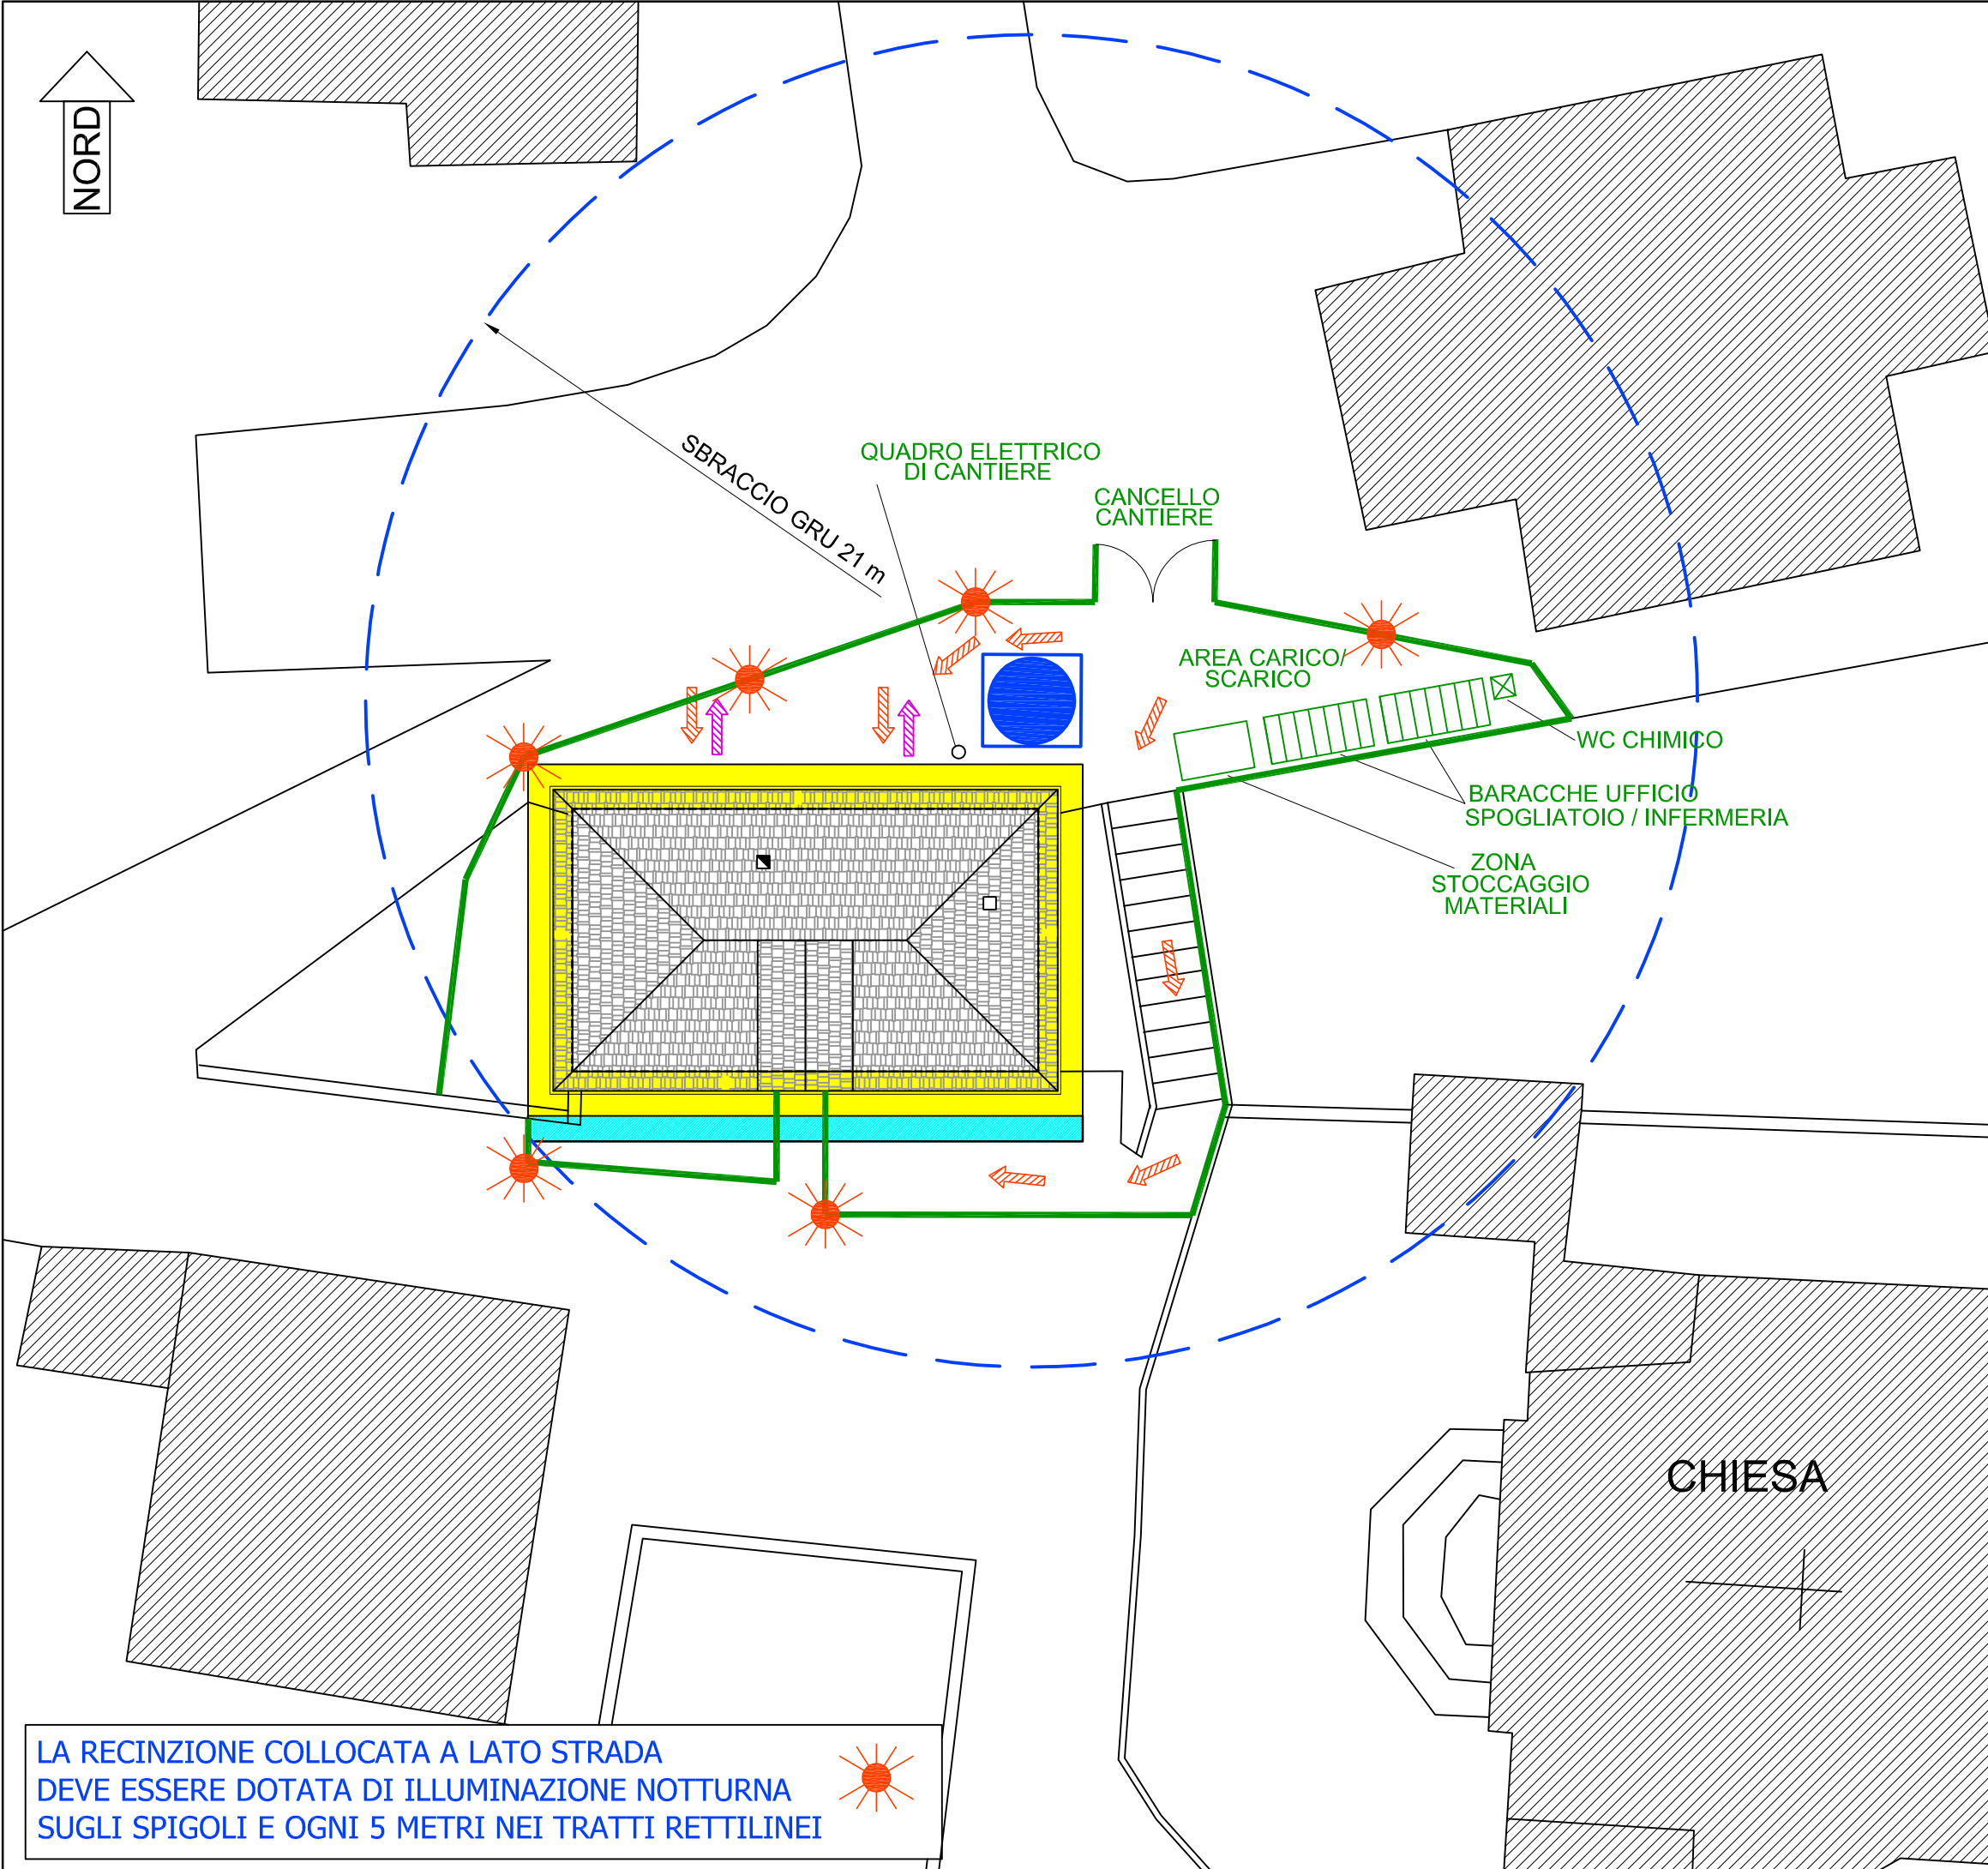 NORD
SBRACCIO GRU 21 m
QUADRO ELETTRICO
DI CANTIERE
CANCELLO
CANTIERE
AREA CARICO/
SCARICO
WC CHIMICO
BARACCHE UFFICIO
SPOGLIATOIO / INFERMERIA
ZONA
STOCCAGGIO
MATERIALI
CHIESA
LA RECINZIONE COLLOCATA A LATO STRADA
DEVE ESSERE DOTATA DI ILLUMINAZIONE NOTTURNA
SUGLI SPIGOLI E OGNI 5 METRI NEI TRATTI RETTILINEI